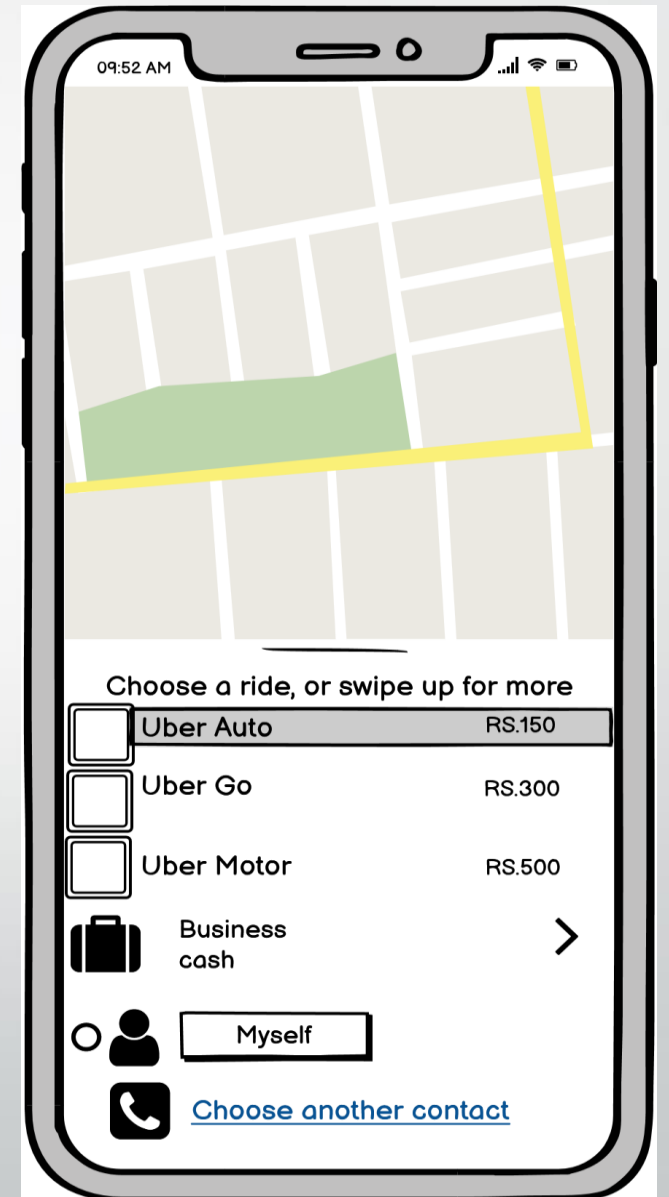 09:52 AM
Choose a ride, or swipe up for more
Uber Auto RS.150
Uber Go RS.300
Uber Motor RS.500
Business
cash
Myself
Choose another contact